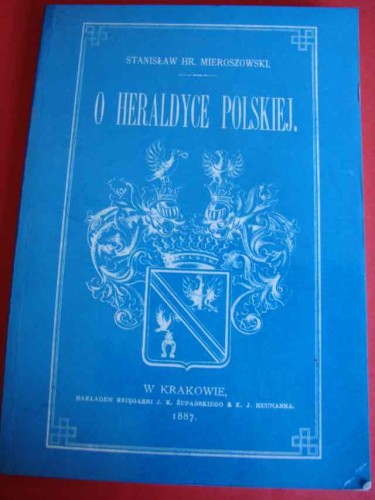 STANISŁAW HR. MIEROSZOWSKI.
O HERALDYCE POLSKIEJ.
W KRAKOWIE,
NAKŁADEM KSIĘGARNI J. K. ŻUPAŃSKIEGO & K. J. HEUMANNA.
1887.